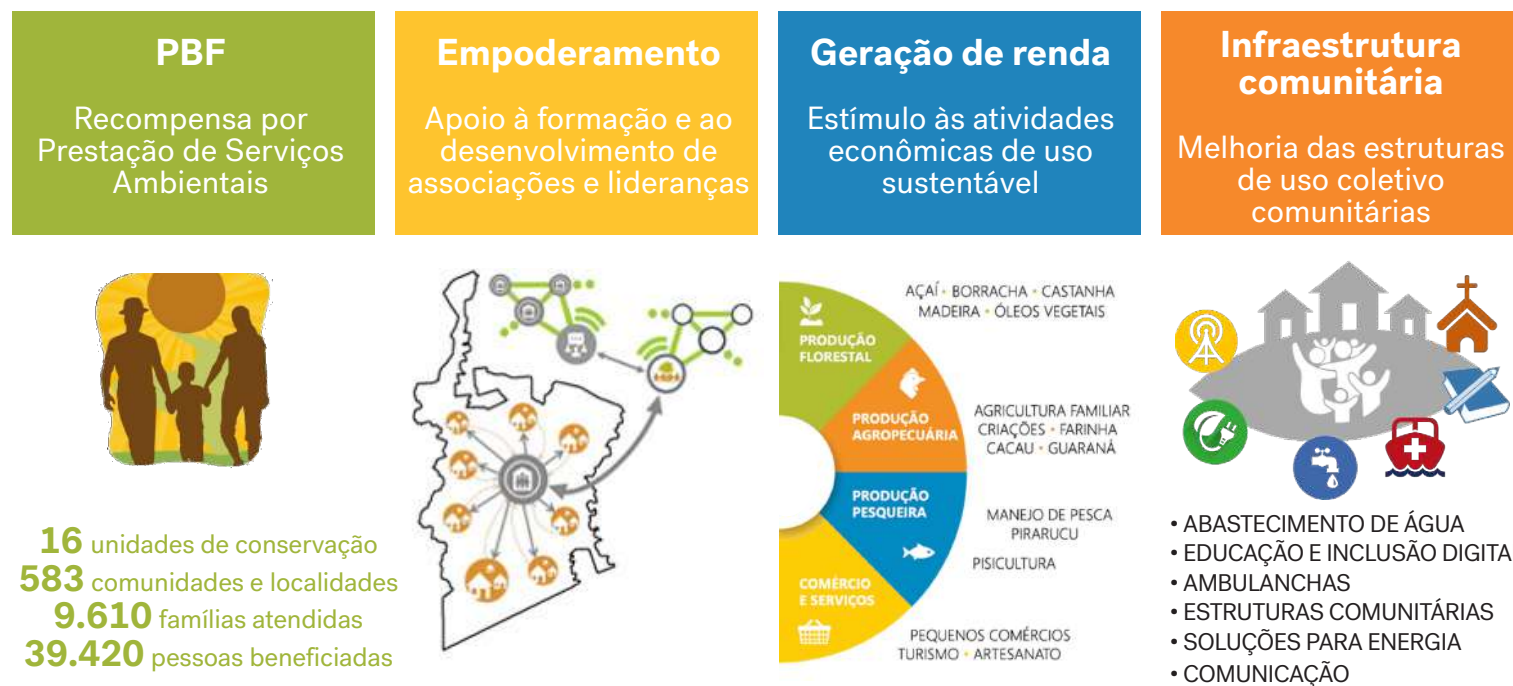 PBF
Recompensa por
Prestação de Serviços
Ambientais
16 unidades de conservação
583 comunidades e localidades
9.610 famílias atendidas
39.420 pessoas beneficiadas
Empoderamento
Apoio à formação e ao
desenvolvimento de
associações e lideranças
Geração de renda
Estímulo às atividades
econômicas de uso
sustentável
PRODUÇÃO
FLORESTAL
AÇAÍ • BORRACHA • CASTANHA
MADEIRA • ÓLEOS VEGETAIS
PRODUÇÃO
AGROPECUÁRIA
AGRICULTURA FAMILIAR
CRIAÇÕES • FARINHA
CACAU • GUARANÁ
PRODUÇÃO
PESQUEIRA
MANEJO DE PESCA
PIRARUCU
PISICULTURA
COMÉRCIO
E SERVIÇOS
PEQUENOS COMÉRCIOS
TURISMO • ARTESANATO
Infraestrutura
comunitária
Melhoria das estruturas
de uso coletivo
comunitárias
• ABASTECIMENTO DE ÁGUA
• EDUCAÇÃO E INCLUSÃO DIGITA
• AMBULANCHAS
• ESTRUTURAS COMUNITÁRIAS
• SOLUÇÕES PARA ENERGIA
• COMUNICAÇÃO